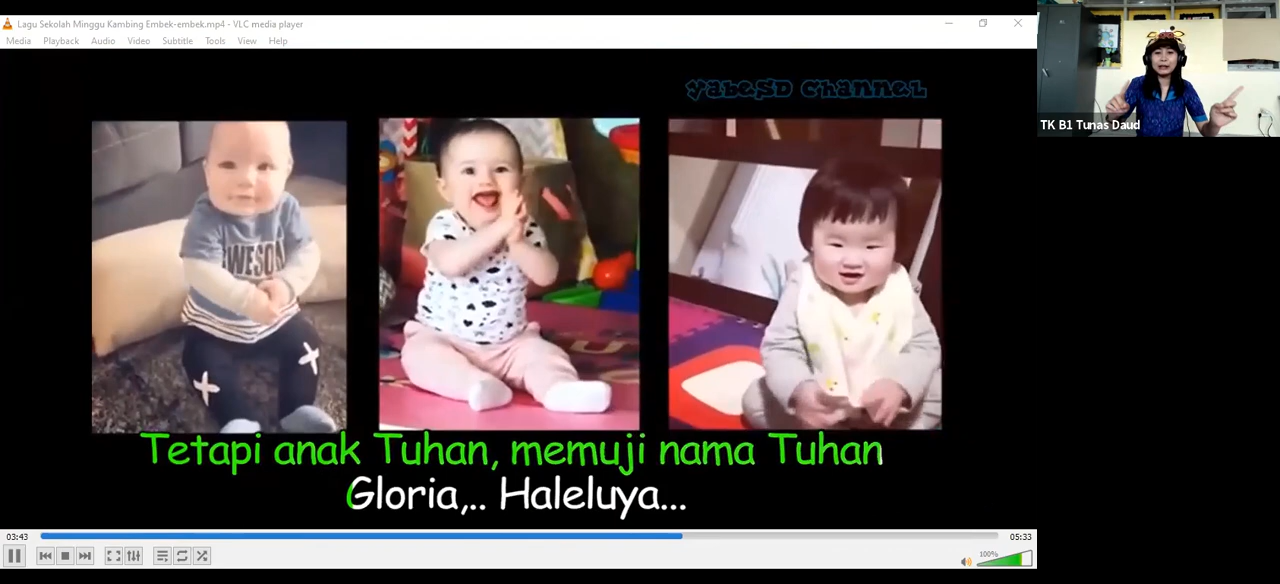 Lagu Sekolah Minggu Kambing Embek-embek.mp4 - VLC media player
Media Playback Audio Video Subtitle Tools View Help
YabeSD Channel
TK B1 Tunas Daud
AWESOM
Tetapi anak Tuhan, memuji nama Tuhan
Gloria,.. Haleluya...
03:43
05:33
100%